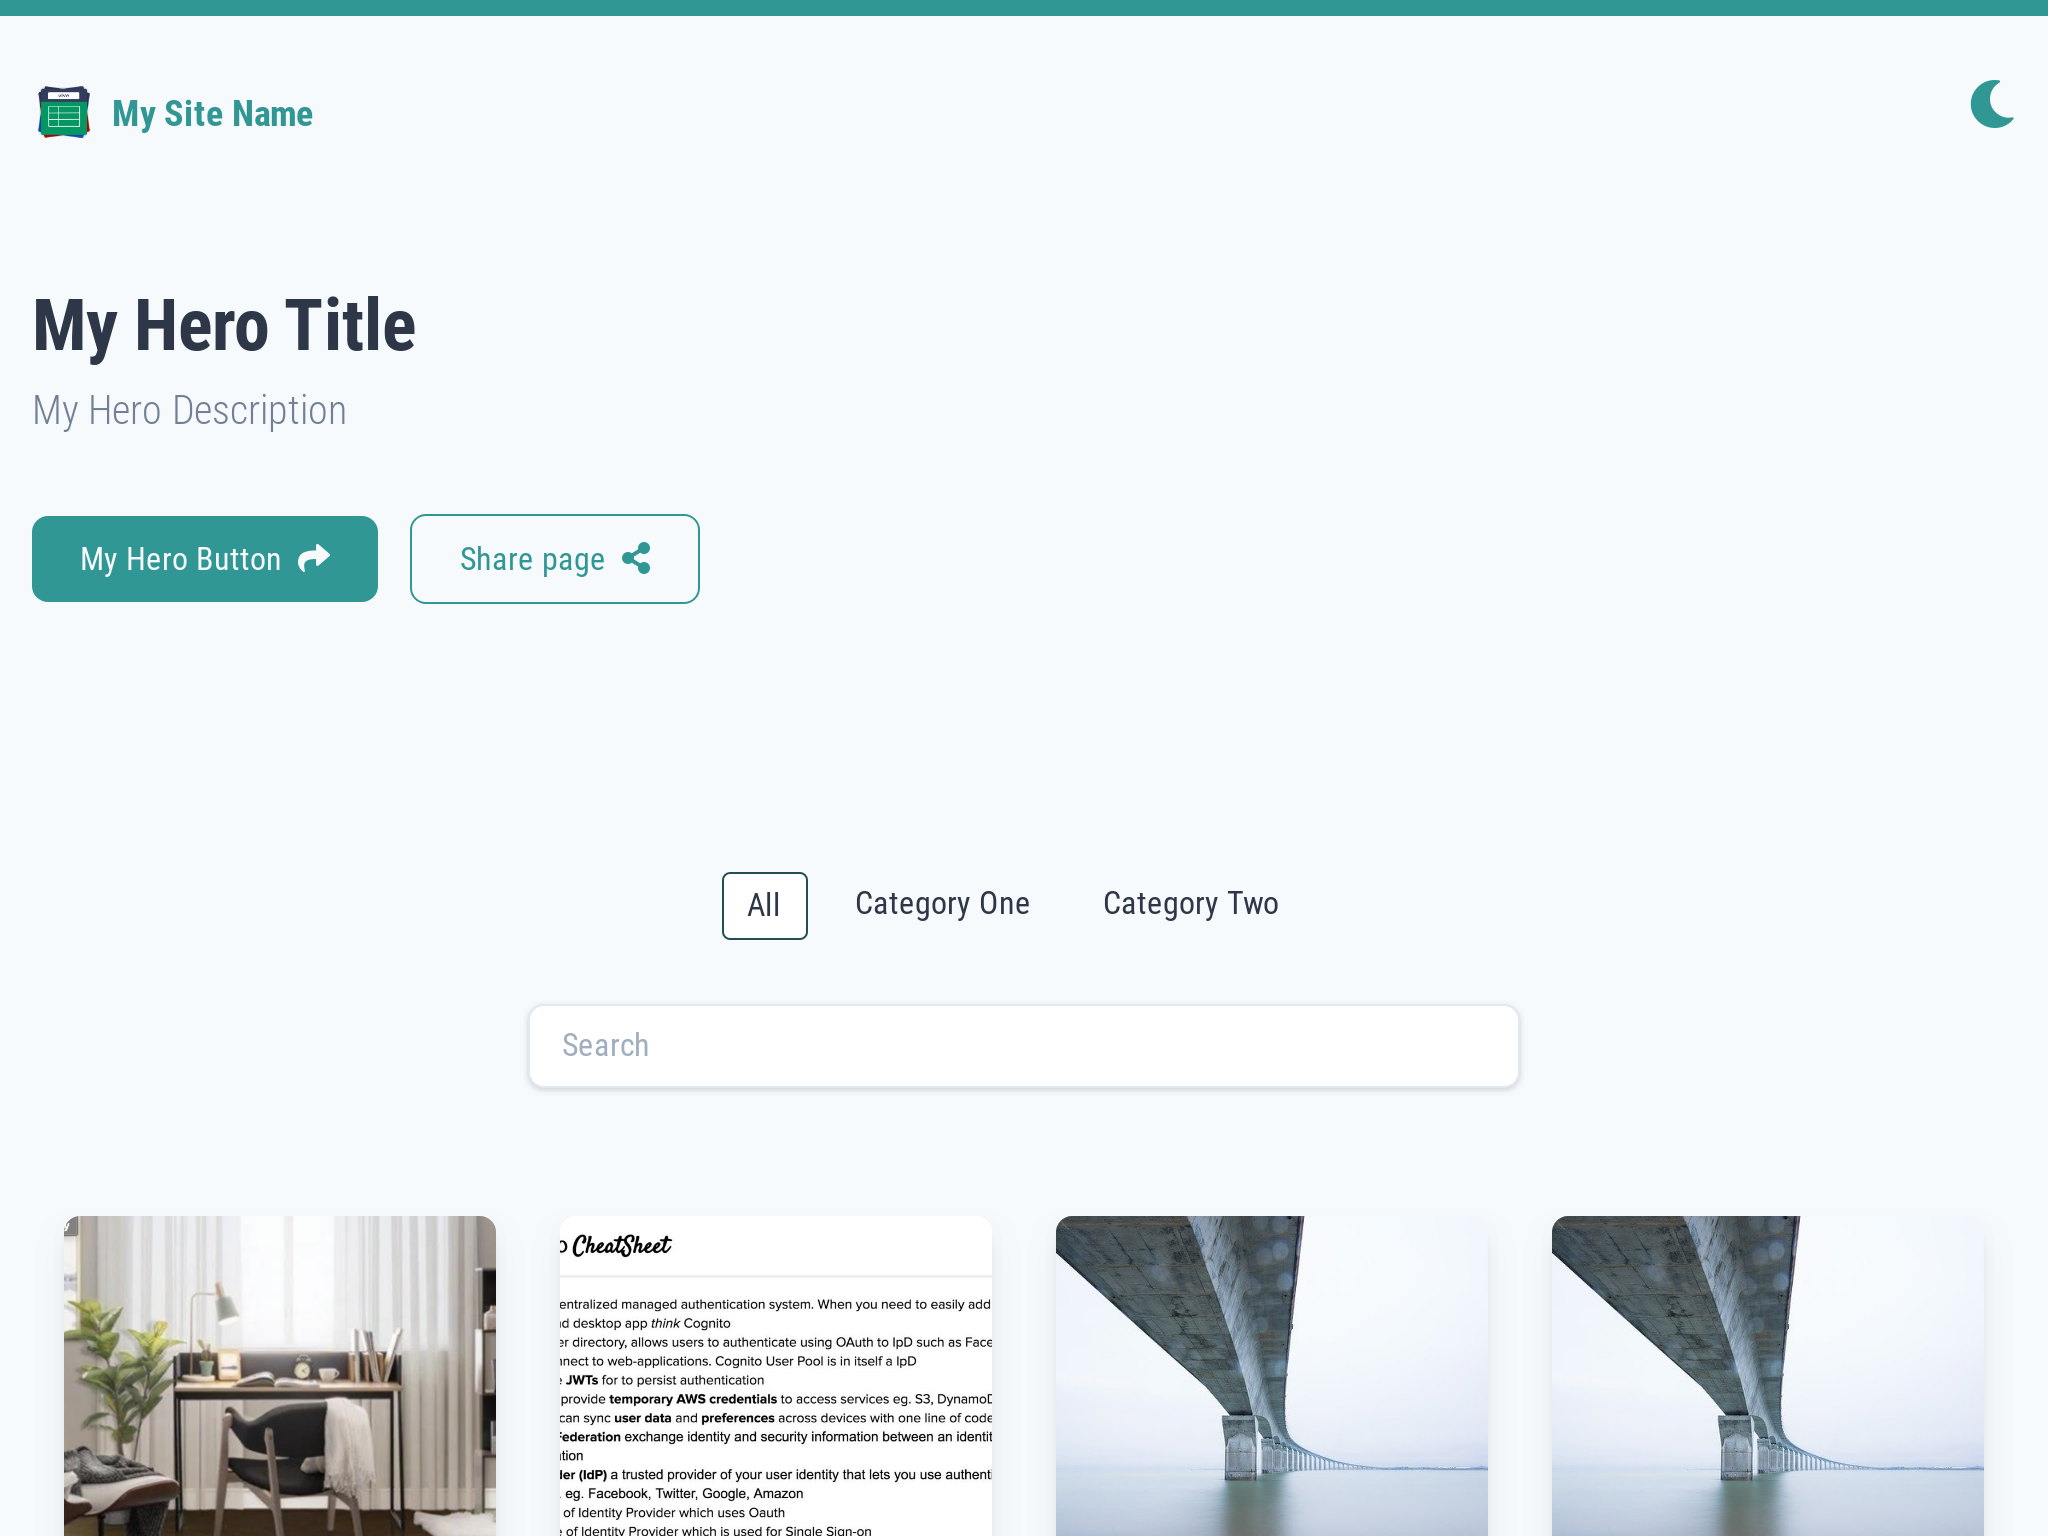 My Site Name
My Hero Title
My Hero Description
My Hero Button
Share page
All
Category One
Category Two
Search
CheatSheet
entralized managed authentication system. When you need to easily add
d desktop app think Cognito
er directory, allows users to authenticate using OAuth to IpD such as Face
nnect to web-applications. Cognito User Pool is in itself a IpD
JWTs for to persist authentication
provide temporary AWS credentials to access services eg. S3, Dynamo
can sync user data and preferences across devices with one line of code
Federation exchange identity and security information between an identit
tion
der (IdP) a trusted provider of your user identity that lets you use authenti
eg. Facebook, Twitter, Google, Amazon
of Identity Provider which uses Oauth
e of Identity Provider which is used for Single Sign-on